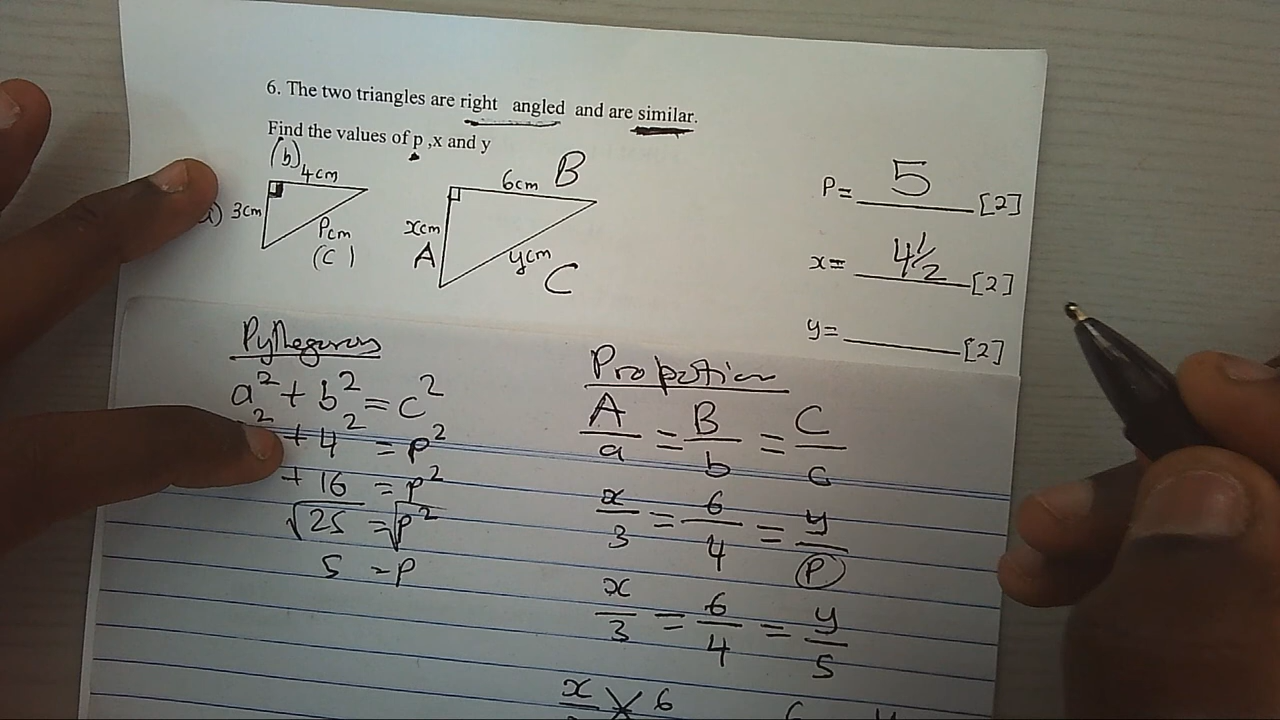 6. The two triangles are right angled and are similar.
Find the values of p ,x and y
(b)
4cm
3cm
Pcm
(c)
B
6cm
xcm
A
ycm
C
P= 5 [2]
x= 4½ [2]
y= [2]
Pythagoras
a² + b² = c²
² + 4² = p²
+ 16 = p²
√25 = √p²
5 = p
Propotion
A/a = B/b = C/c
x/3 = 6/4 = y/p
x/3 = 6/4 = y/5
x 6